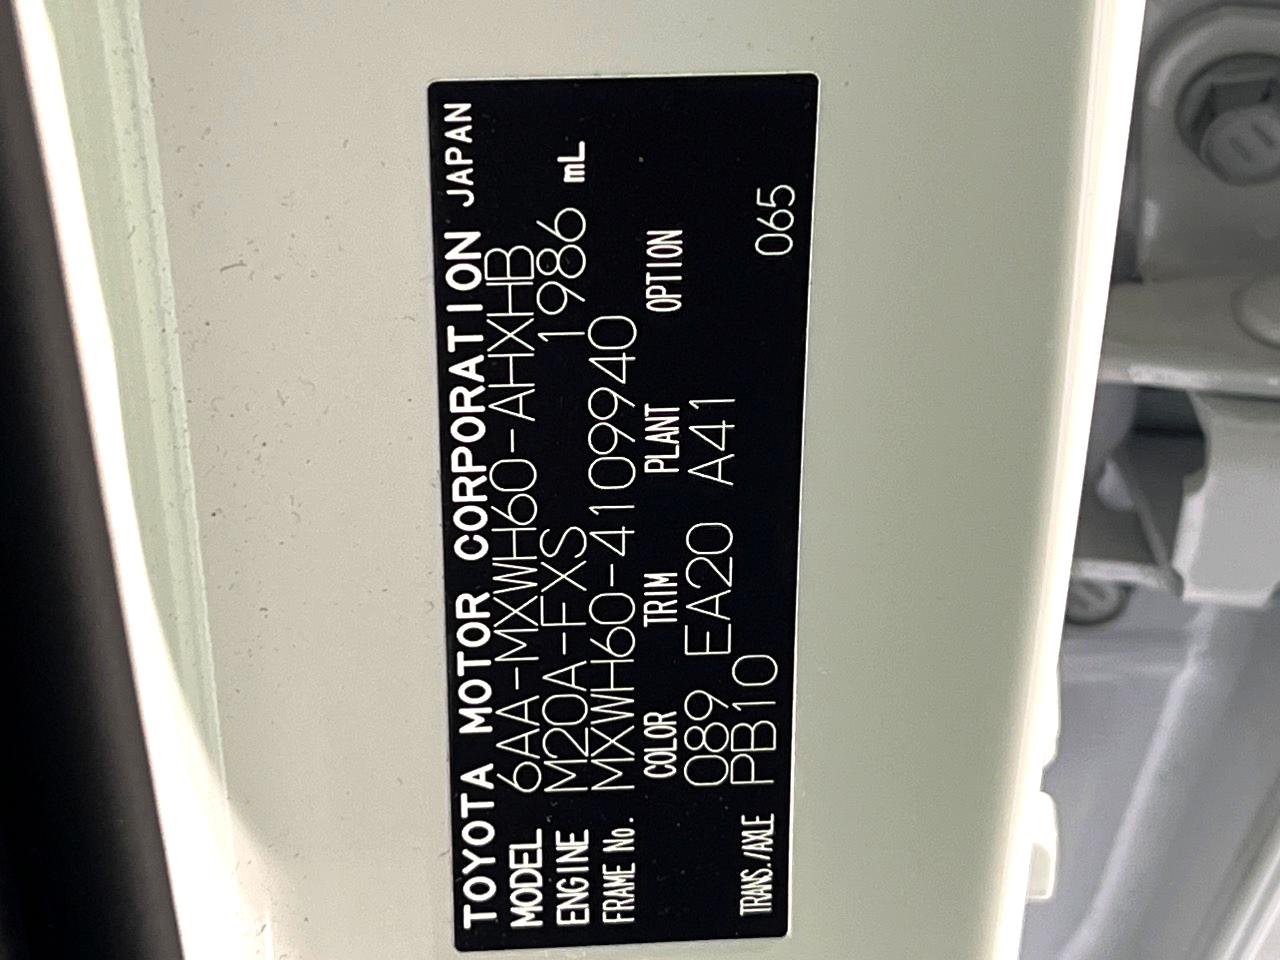 TOYOTA MOTOR CORPORATION JAPAN
MODEL 6AA-MXWH60-AHXHB
ENGINE M20A-FXS 1986 mL
FRAME No. MXWH60-4109940
COLOR TRIM PLANT OPTION
089 EA20 A41
TRANS./AXLE PB10 065